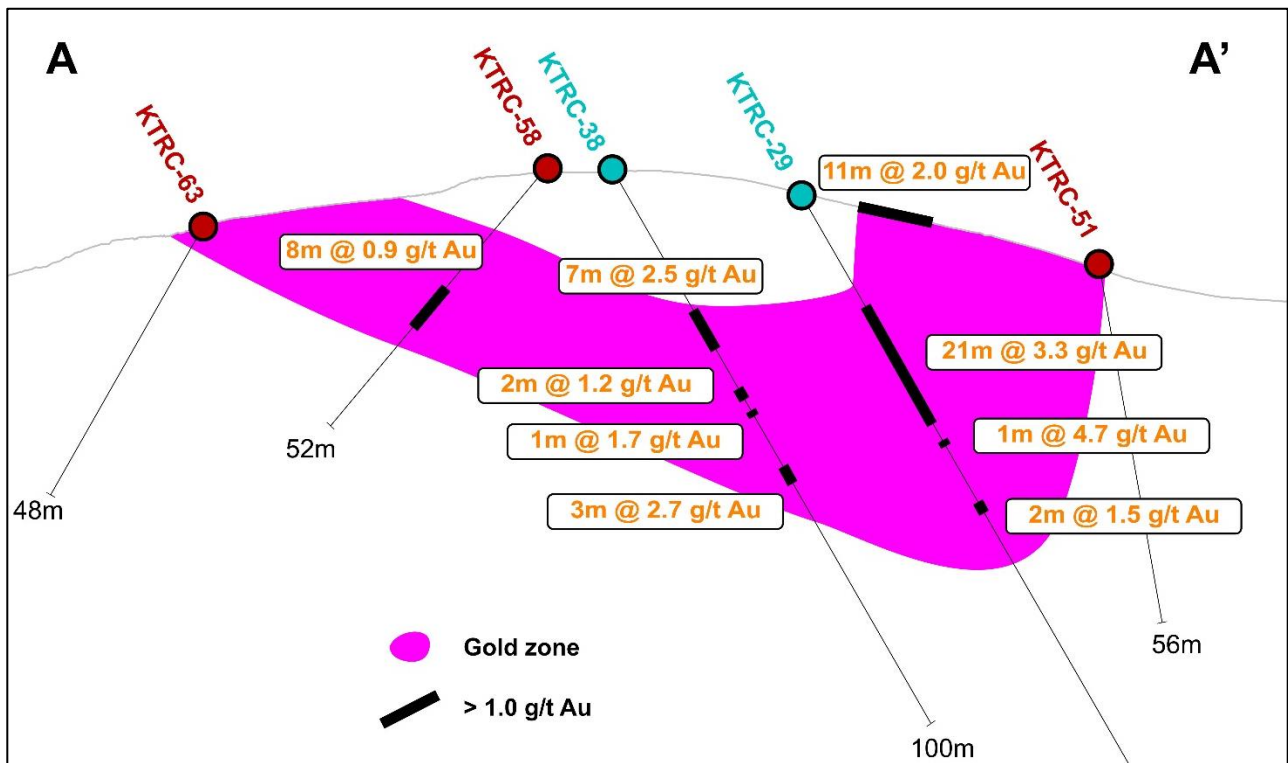 A
A'
KTRC-63
KTRC-58
KTRC-38
KTRC-29
KTRC-51
11m @ 2.0 g/t Au
8m @ 0.9 g/t Au
7m @ 2.5 g/t Au
21m @ 3.3 g/t Au
2m @ 1.2 g/t Au
1m @ 1.7 g/t Au
1m @ 4.7 g/t Au
3m @ 2.7 g/t Au
2m @ 1.5 g/t Au
52m
48m
56m
100m
Gold zone
> 1.0 g/t Au